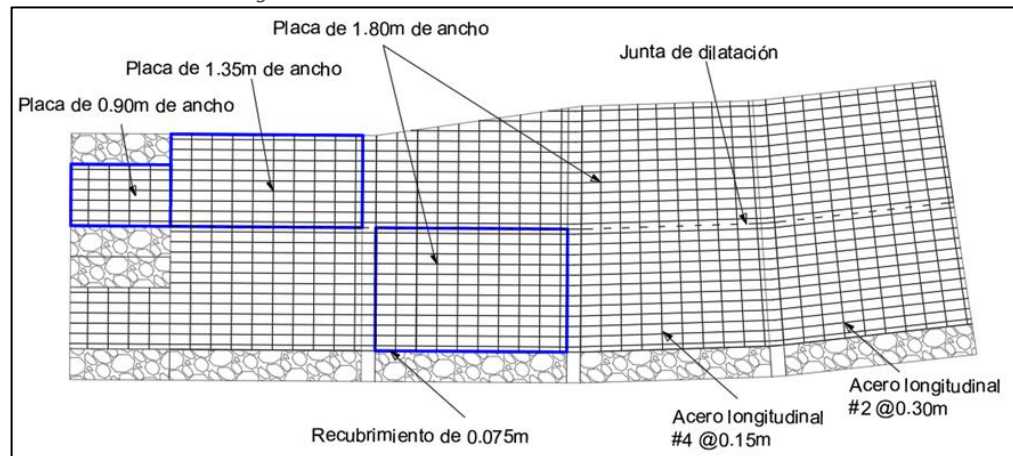 Placa de 1.80m de ancho
Junta de dilatación
Placa de 1.35m de ancho
Placa de 0.90m de ancho
Acero longitudinal
#2 @0.30m
Acero longitudinal
#4 @0.15m
Recubrimiento de 0.075m